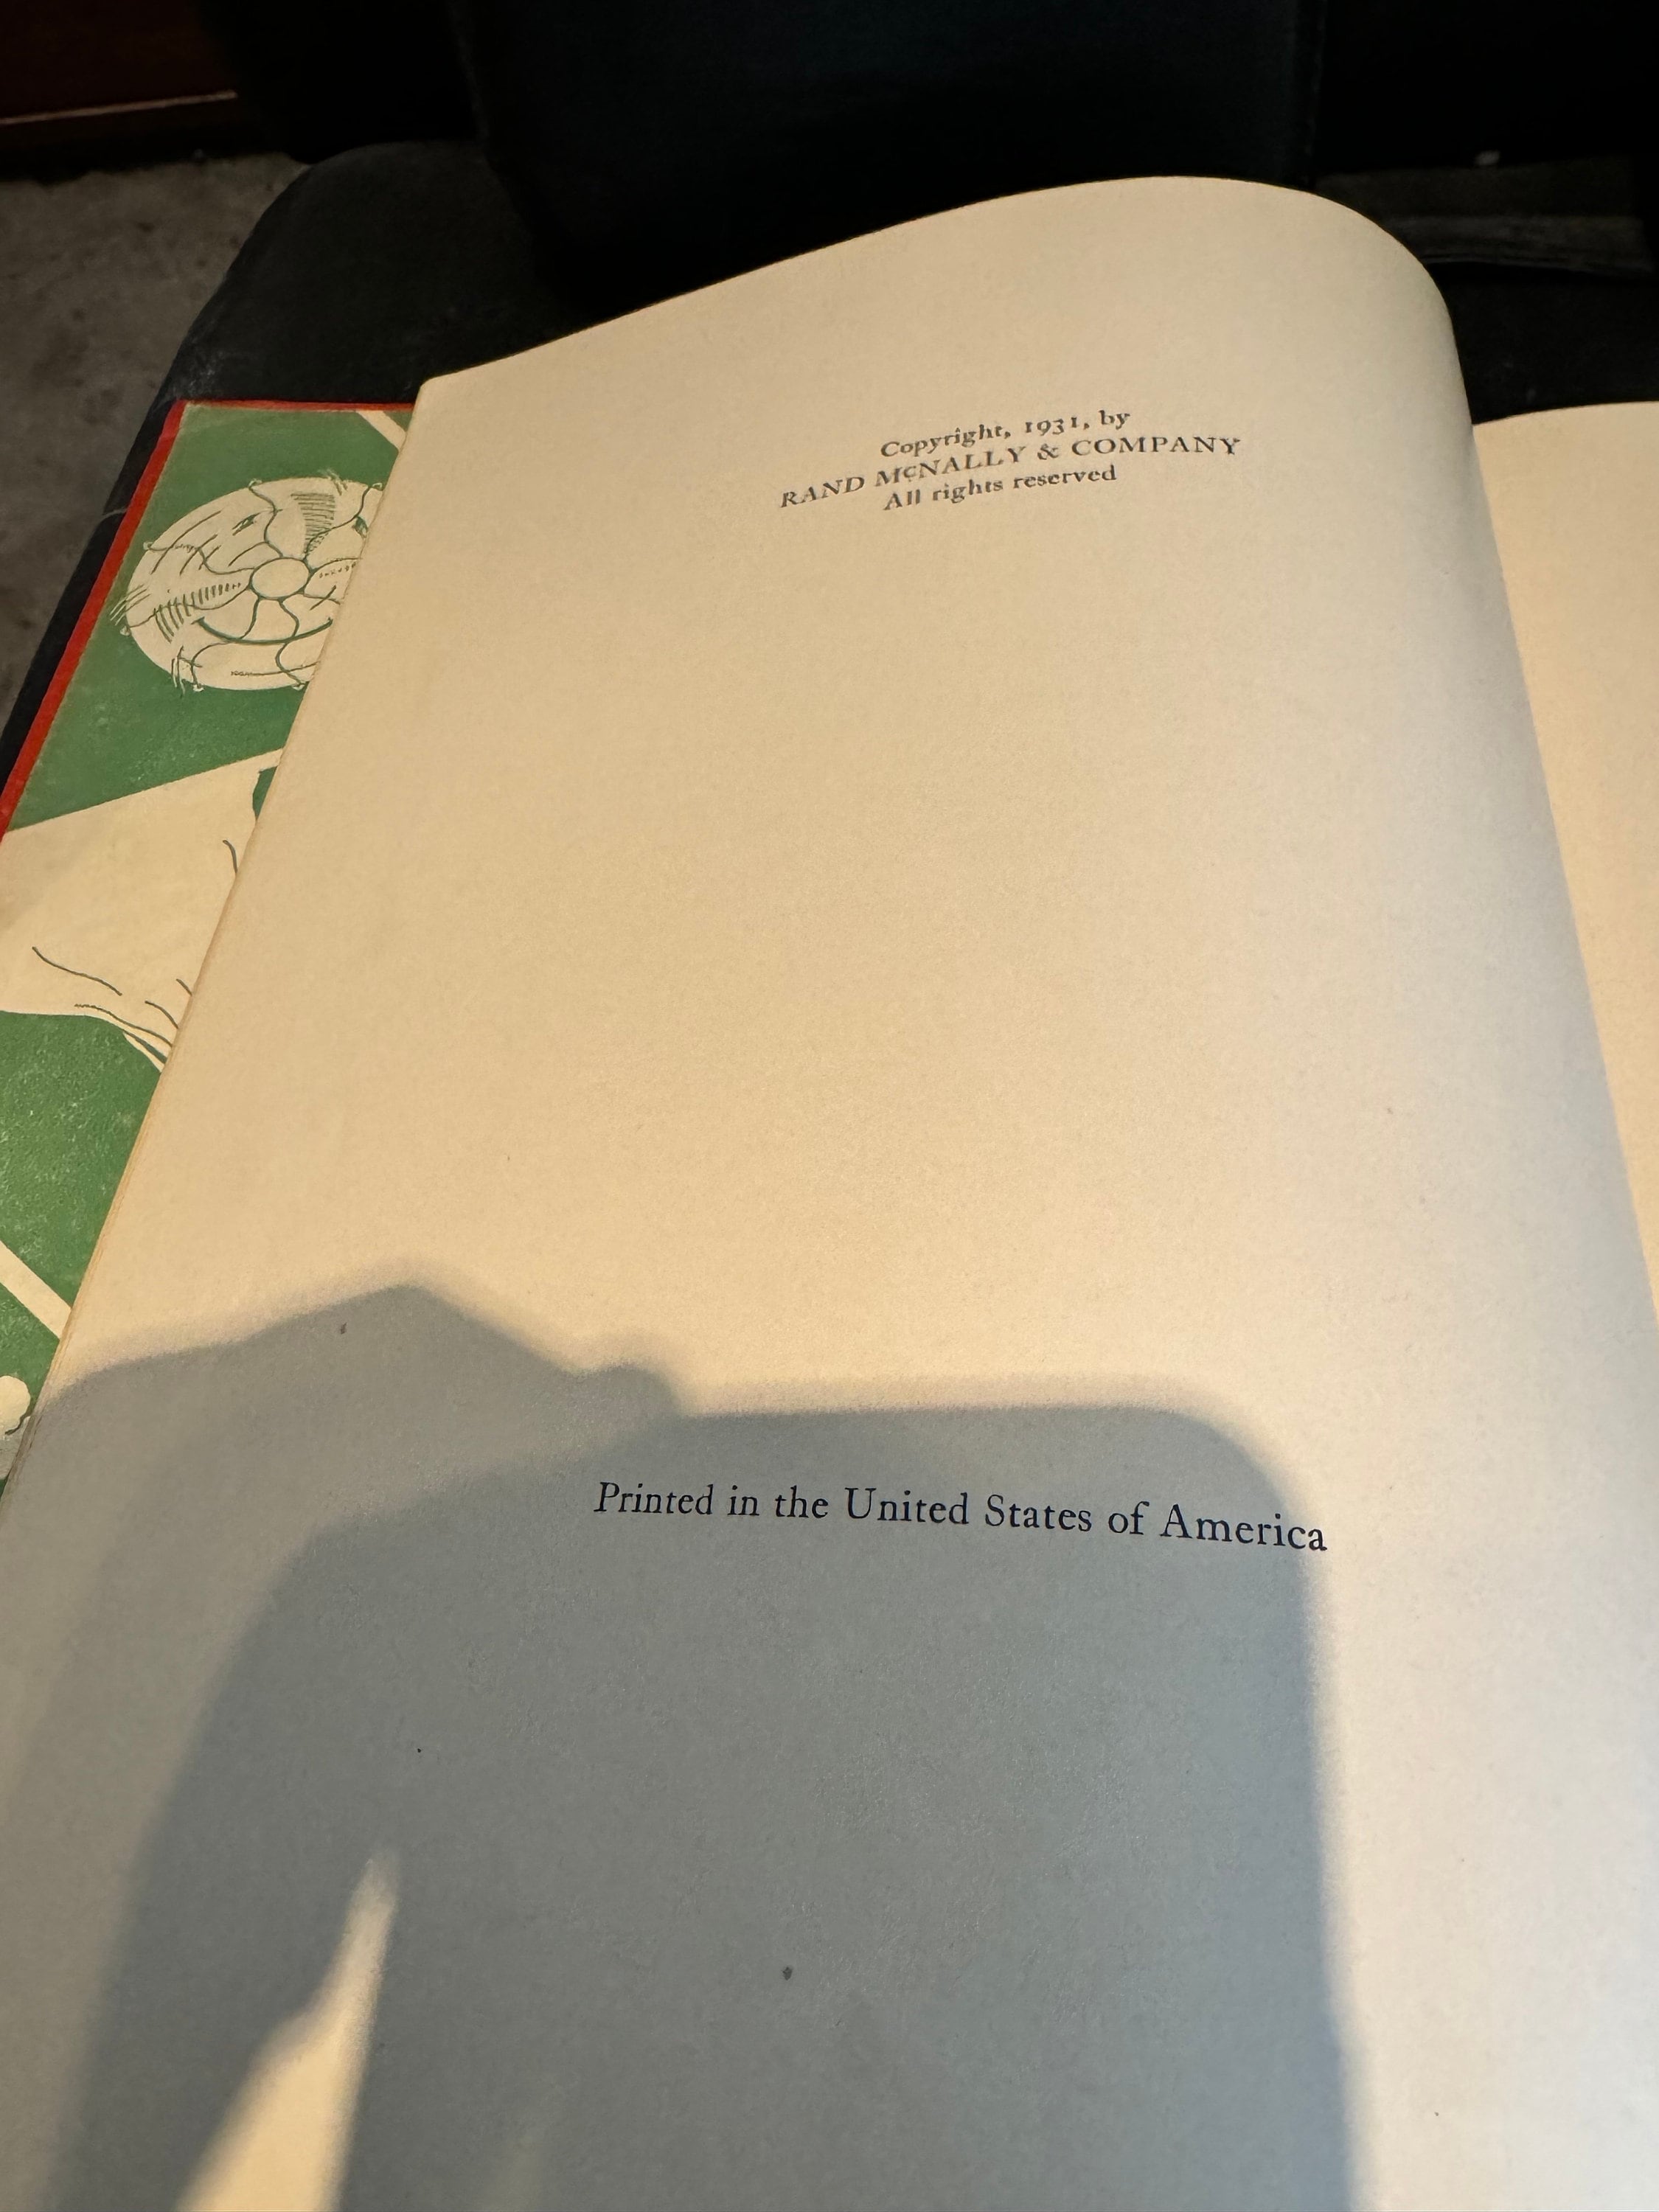 Copyright, 1931, by
RAND McNALLY & COMPANY
All rights reserved
Printed in the United States of America